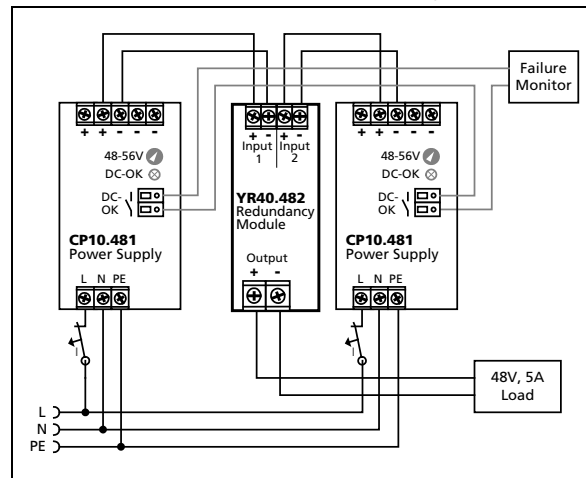 Failure
Monitor
+ + - - -
48-56V
DC-OK
DC-
OK
CP10.481
Power Supply
L N PE
+ - + -
Input Input
1 2
YR40.482
Redundancy
Module
Output
+ -
+ + - - -
48-56V
DC-OK
DC-
OK
CP10.481
Power Supply
L N PE
I
I
48V, 5A
Load
L
N
PE